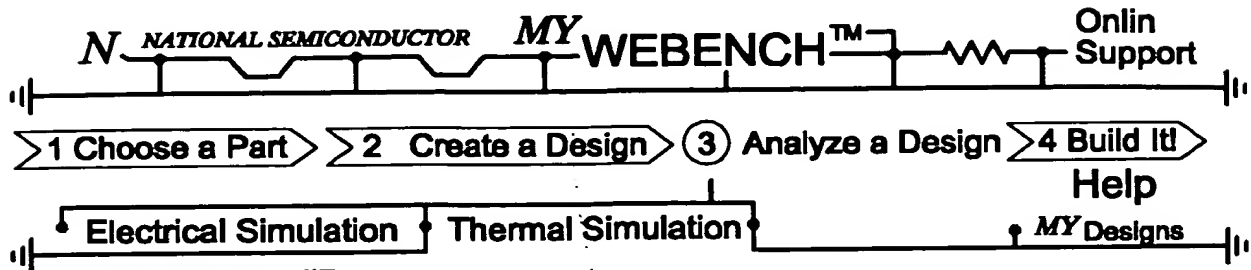 N NATIONAL SEMICONDUCTOR MY WEBENCH™ Onlin
Support
1 Choose a Part 2 Create a Design 3 Analyze a Design 4 Build It!
Help
Electrical Simulation Thermal Simulation MY Designs